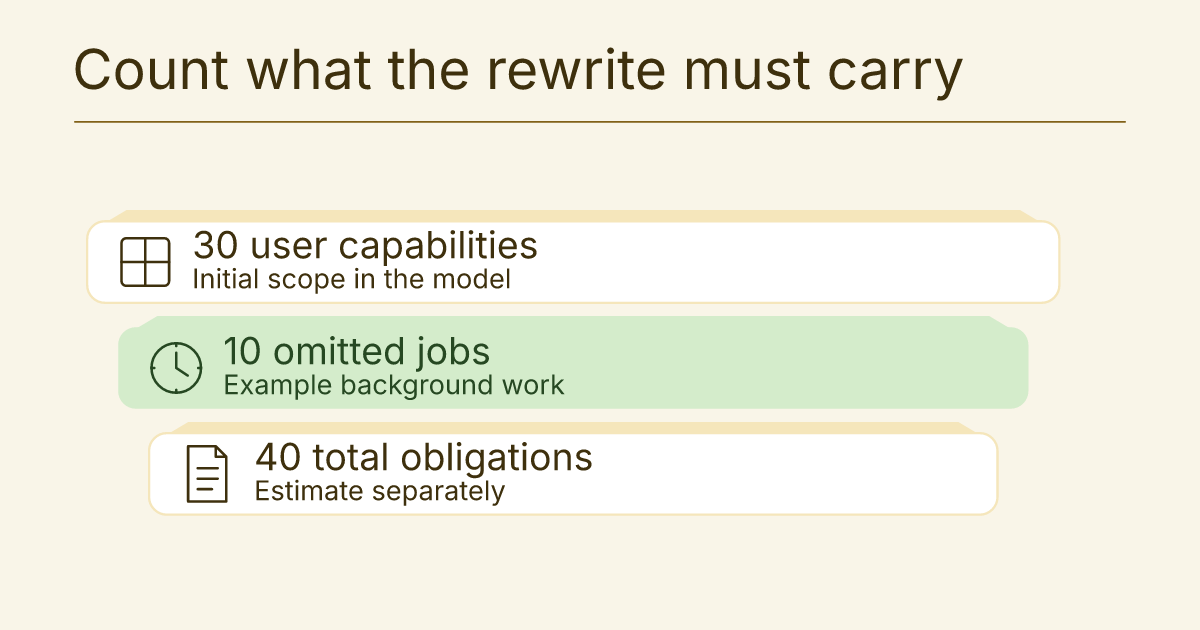 Count what the rewrite must carry
30 user capabilities
Initial scope in the model
10 omitted jobs
Example background work
40 total obligations
Estimate separately